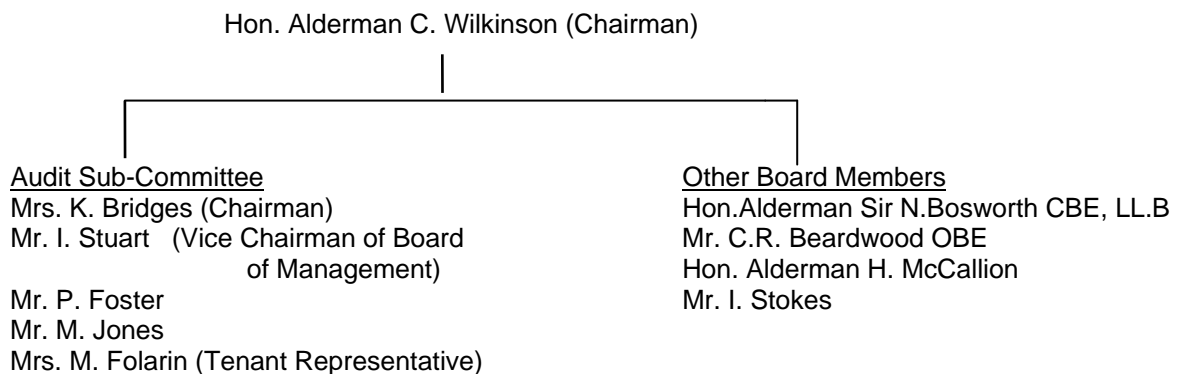 Hon. Alderman C. Wilkinson (Chairman)
Audit Sub-Committee
Mrs. K. Bridges (Chairman)
Mr. I. Stuart (Vice Chairman of Board
of Management)
Mr. P. Foster
Mr. M. Jones
Mrs. M. Folarin (Tenant Representative)
Other Board Members
Hon.Alderman Sir N.Bosworth CBE, LL.B
Mr. C.R. Beardwood OBE
Hon. Alderman H. McCallion
Mr. I. Stokes